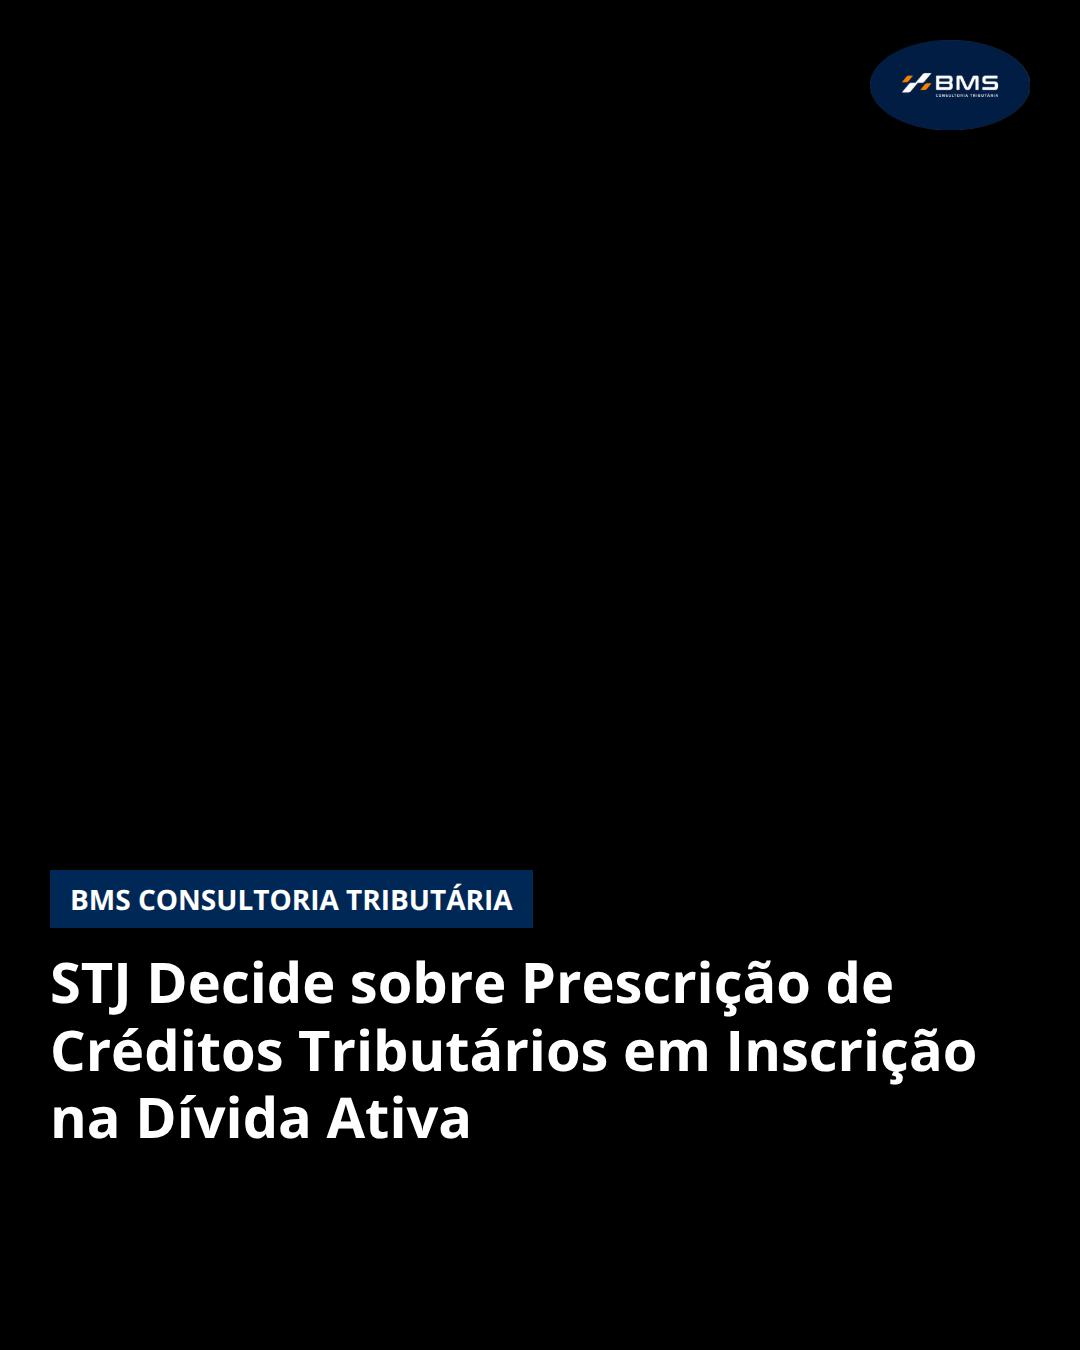 BMS
CONSULTORIA TRIBUTÁRIA
BMS CONSULTORIA TRIBUTÁRIA
STJ Decide sobre Prescrição de
Créditos Tributários em Inscrição
na Dívida Ativa